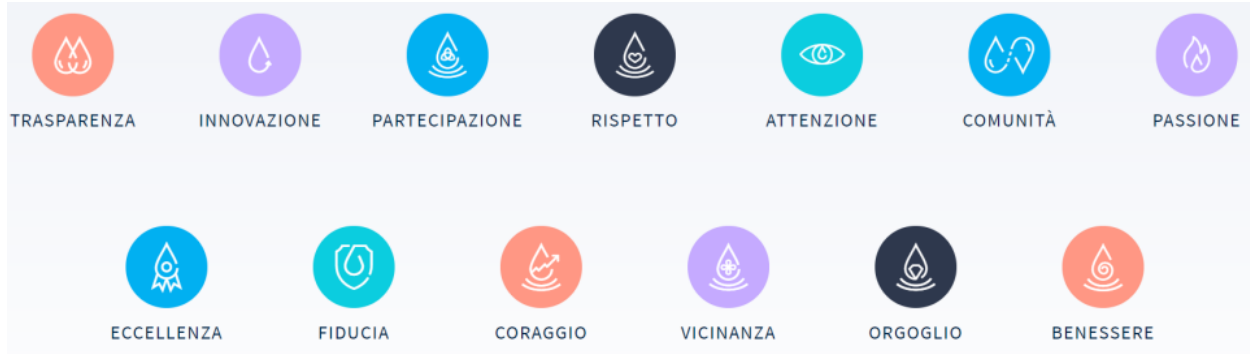 TRASPARENZA INNOVAZIONE PARTECIPAZIONE RISPETTO ATTENZIONE COMUNITÀ PASSIONE
ECCELLENZA FIDUCIA CORAGGIO VICINANZA ORGOGLIO BENESSERE